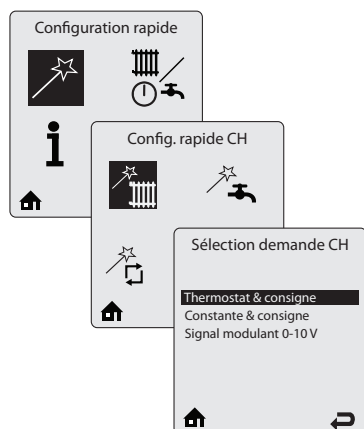 Configuration rapide
Config. rapide CH
Sélection demande CH
Thermostat & consigne
Constante & consigne
Signal modulant 0-10 V